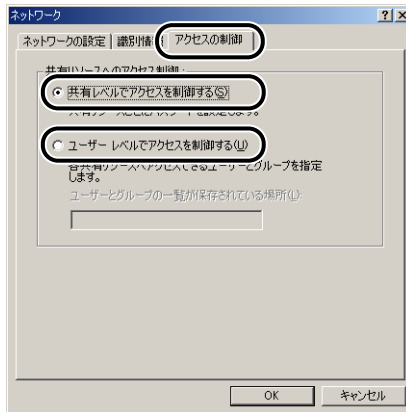 ネットワーク
ネットワークの設定 識別情 アクセスの制御
共有リソースへのアクセス制御:
共有レベルでアクセスを制御する(S)
ユーザー レベルでアクセスを制御する(U)
各共有リソースへアクセスできるユーザーとグループを指定
します。
ユーザーとグループの一覧が保存されている場所(L):
OK キャンセル